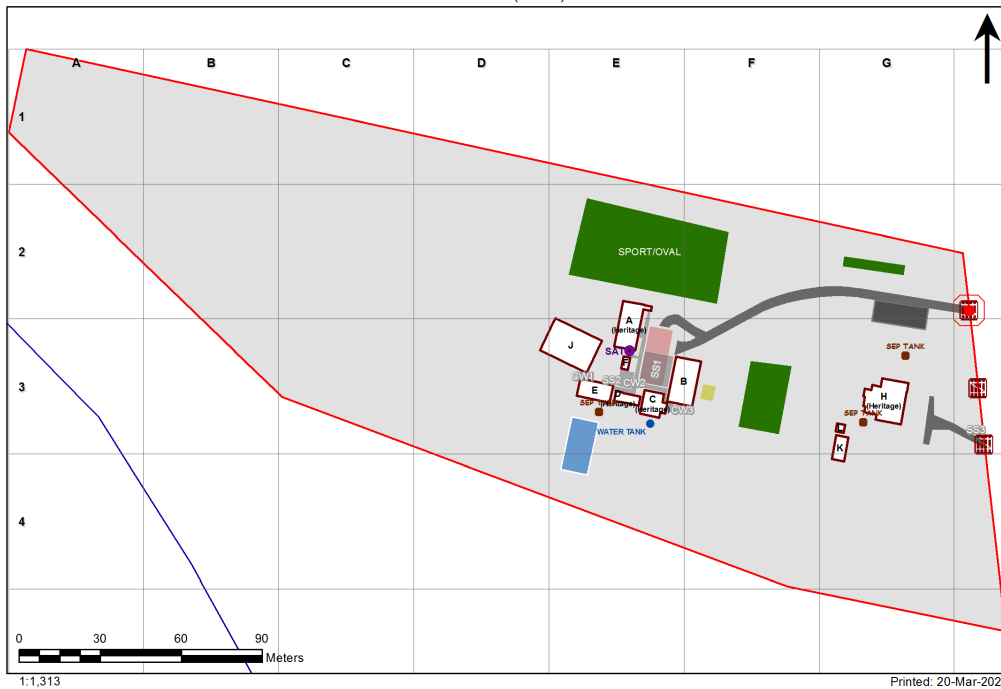 A B C D E F G
1
2
SPORT/OVAL
A
(Heritage)
SEP TANK
J
SAT
F
SS1
CW1
SS2
CW2
B
E
D
(Heritage)
C
(Heritage)
CW3
H
(Heritage)
3
SEP TANK
SEP TANK
WATER TANK
SS3
K
4
0 30 60 90
Meters
1:1,313
Printed: 20-Mar-202